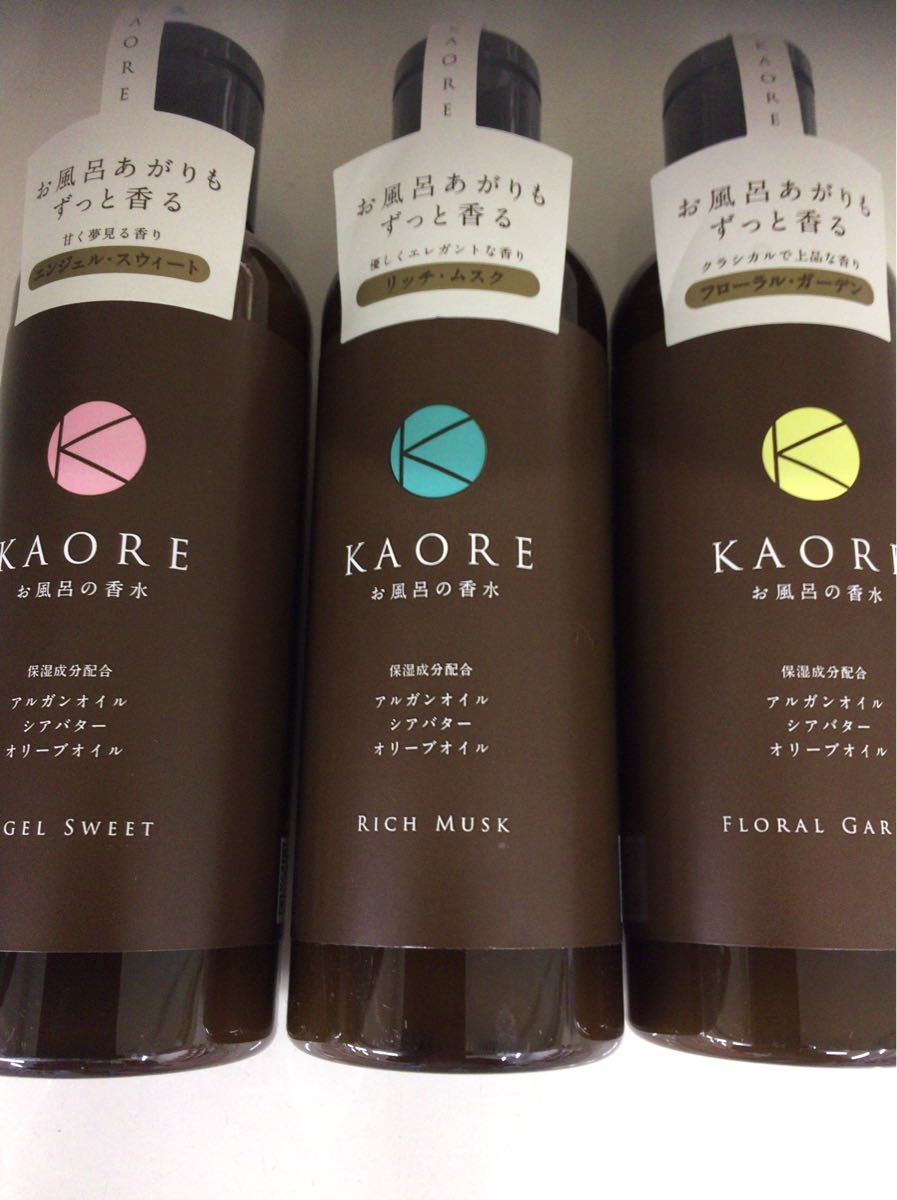 AORE
お風呂あがりも
ずっと香る
甘く夢見る香り
エンジェル・スウィート
K
KAORE
お風呂の香水
保湿成分配合
アルガンオイル
シアバター
オリーブオイル
GEL SWEET
KAORE
お風呂あがりも
ずっと香る
優しくエレガントな香り
リッチ・ムスク
K
KAORE
お風呂の香水
保湿成分配合
アルガンオイル
シアバター
オリーブオイル
RICH MUSK
KAORE
お風呂あがりも
ずっと香る
クラシカルで上品な香り
フローラル・ガーデン
K
KAORE
お風呂の香水
保湿成分配合
アルガンオイル
シアバター
オリーブオイル
FLORAL GAR